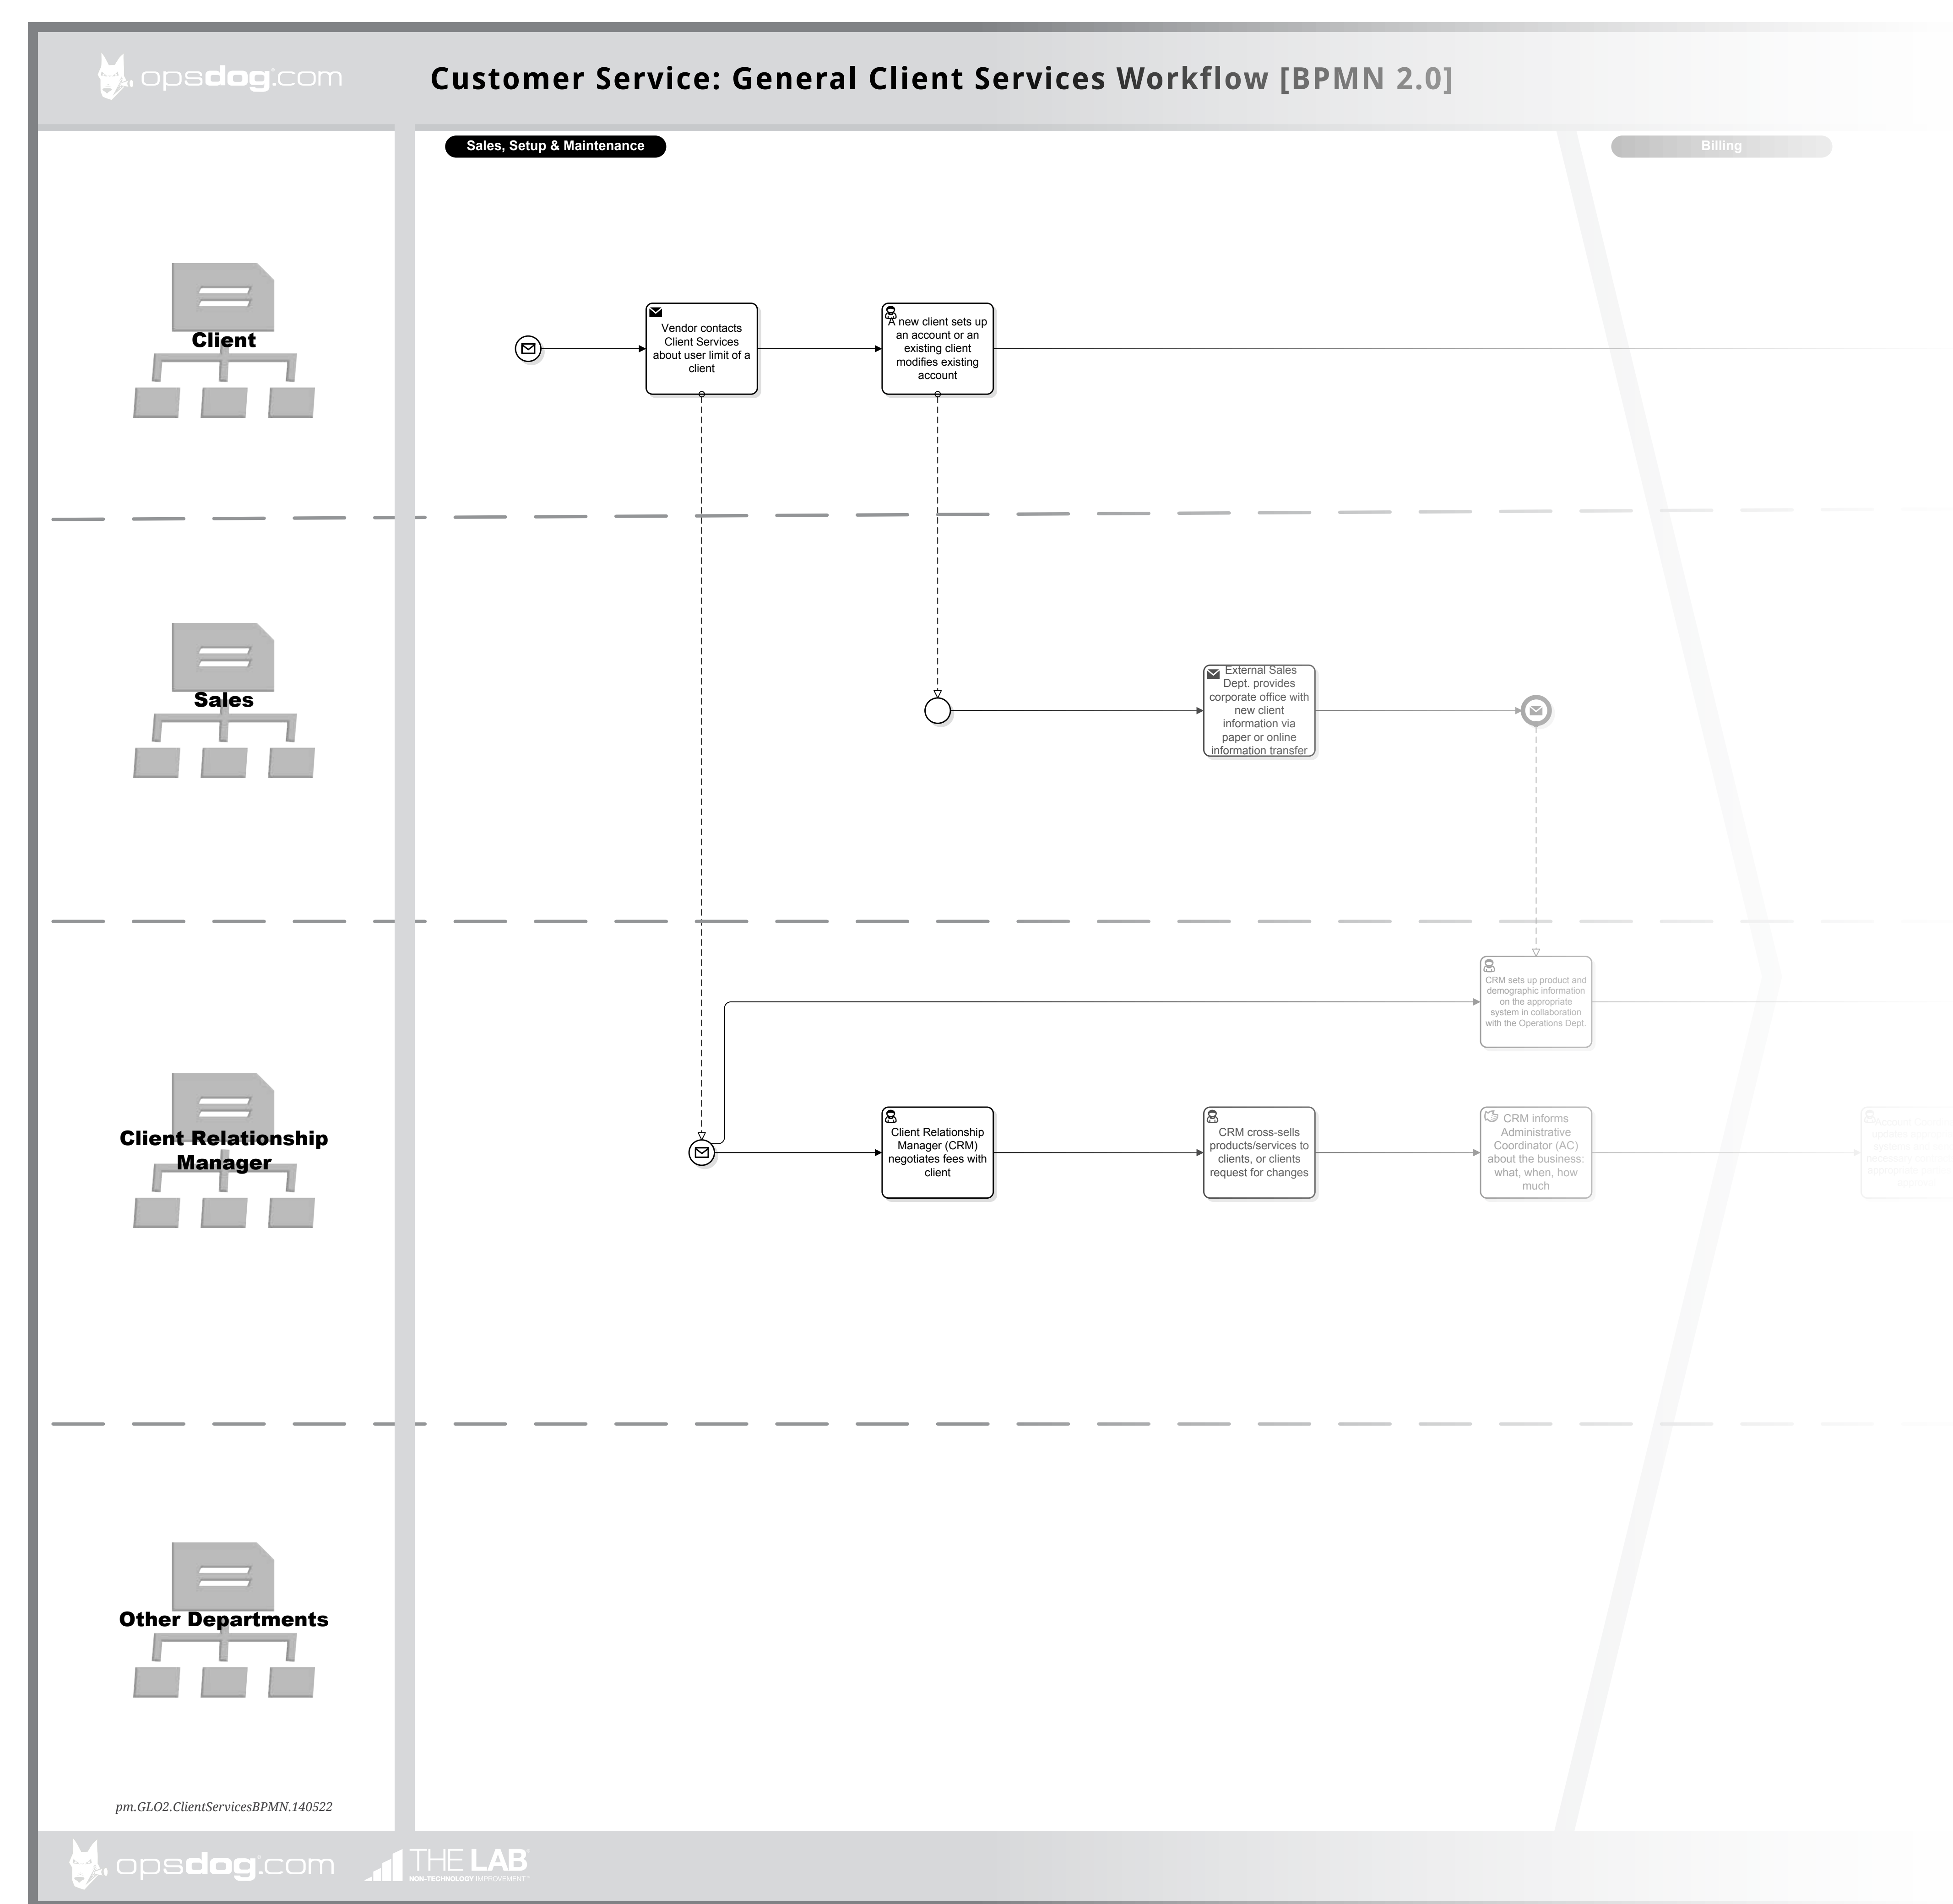 opsdog.com
Customer Service: General Client Services Workflow [BPMN 2.0]
Sales, Setup & Maintenance
Billing
Client
Vendor contacts
Client Services
about user limit of a
client
A new client sets up
an account or an
existing client
modifies existing
account
Sales
External Sales
Dept. provides
corporate office with
new client
information via
paper or online
information transfer
CRM sets up product and
demographic information
on the appropriate
system in collaboration
with the Operations Dept.
Client Relationship
Manager
Client Relationship
Manager (CRM)
negotiates fees with
client
CRM cross-sells
products/services to
clients, or clients
request for changes
CRM informs
Administrative
Coordinator (AC)
about the business:
what, when, how
much
Other Departments
pm.GLO2.ClientServicesBPMN.140522
opsdog.com
THE LAB
NON-TECHNOLOGY IMPROVEMENT